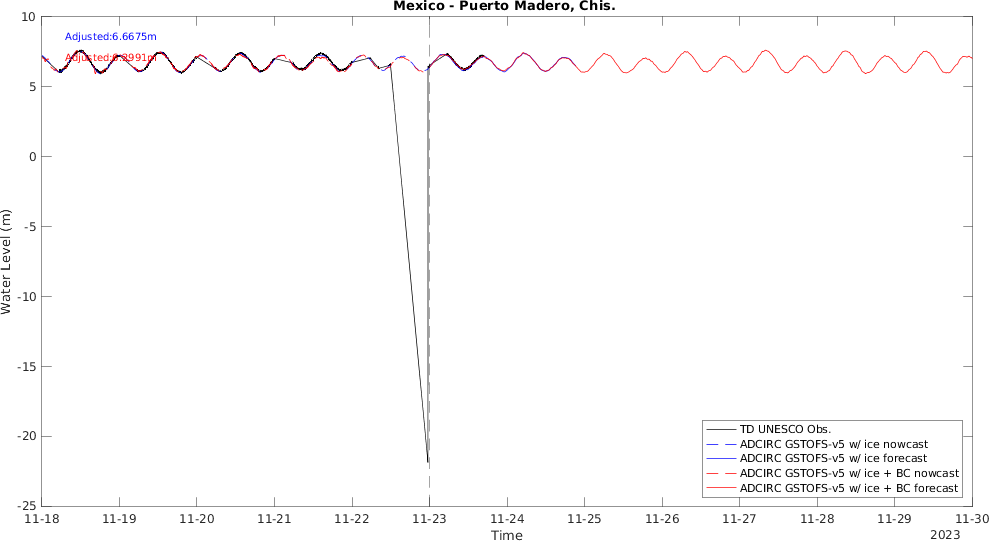 Mexico - Puerto Madero, Chis.
Adjusted:6.6675m
Water Level (m)
10
5
0
-5
-10
-15
-20
-25
TD UNESCO Obs.
ADCIRC GSTOFS-v5 w/ ice nowcast
ADCIRC GSTOFS-v5 w/ ice forecast
ADCIRC GSTOFS-v5 w/ ice + BC nowcast
ADCIRC GSTOFS-v5 w/ ice + BC forecast
11-18 11-19 11-20 11-21 11-22 11-23 11-24 11-25 11-26 11-27 11-28 11-29 11-30
Time
2023